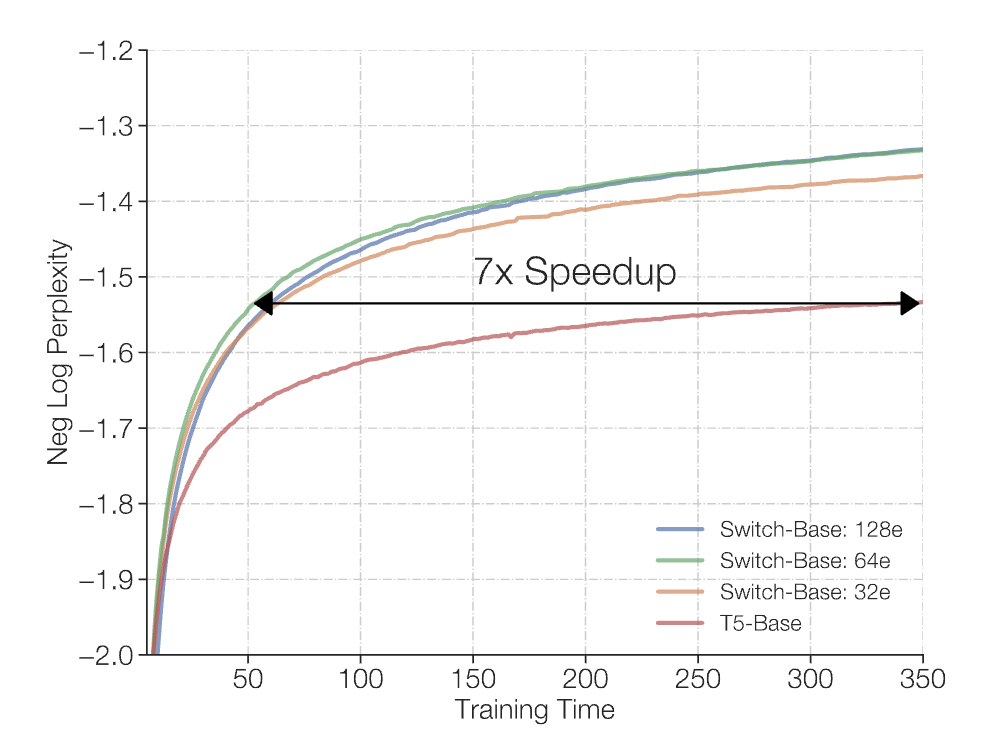 −1.2
−1.3
−1.4
−1.5
−1.6
−1.7
−1.8
−1.9
−2.0
Neg Log Perplexity
7x Speedup
Switch-Base: 128e
Switch-Base: 64e
Switch-Base: 32e
T5-Base
50 100 150 200 250 300 350
Training Time